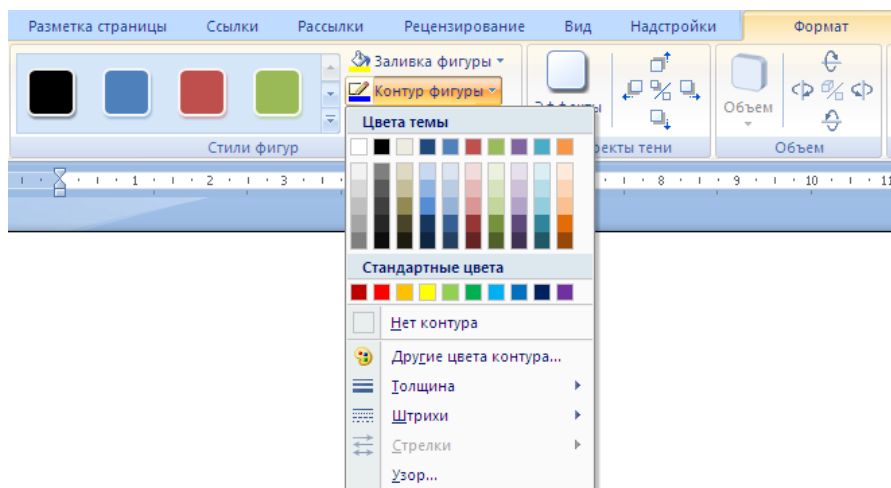 Разметка страницы Ссылки Рассылки Рецензирование Вид Надстройки Формат
Заливка фигуры
Контур фигуры
Объем
Цвета темы
Стили фигур
Объем
1 2 3 8 9 10 11
Стандартные цвета
Нет контура
Другие цвета контура...
Толщина
Штрихи
Стрелки
Узор...